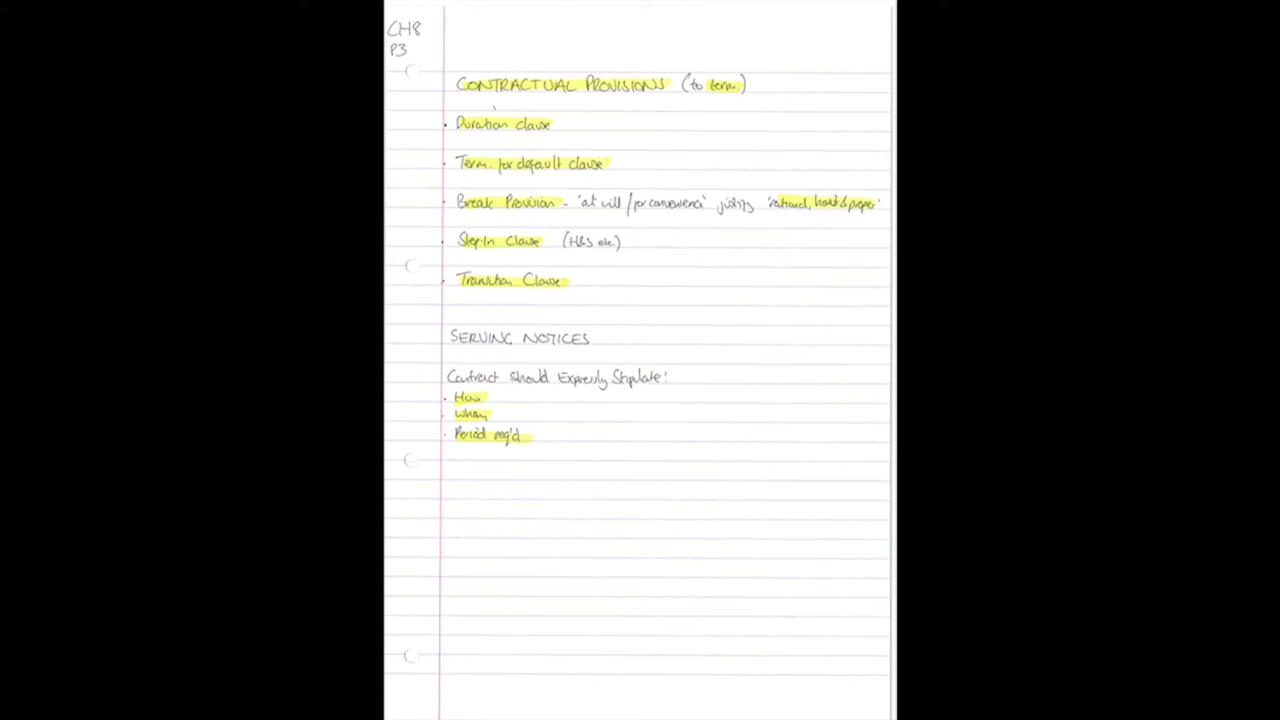 CH8
P3
CONTRACTUAL PROVISIONS (to term.)
• Duration clause
• Term. for default clause
• Break Provision - 'at will / for convenience' justify 'rational, honest & proper'
• Step-In Clause (H&S etc.)
• Transition Clause
SERVING NOTICES
Contract should Expressly Stipulate:
• How
• Whom
• Period req'd